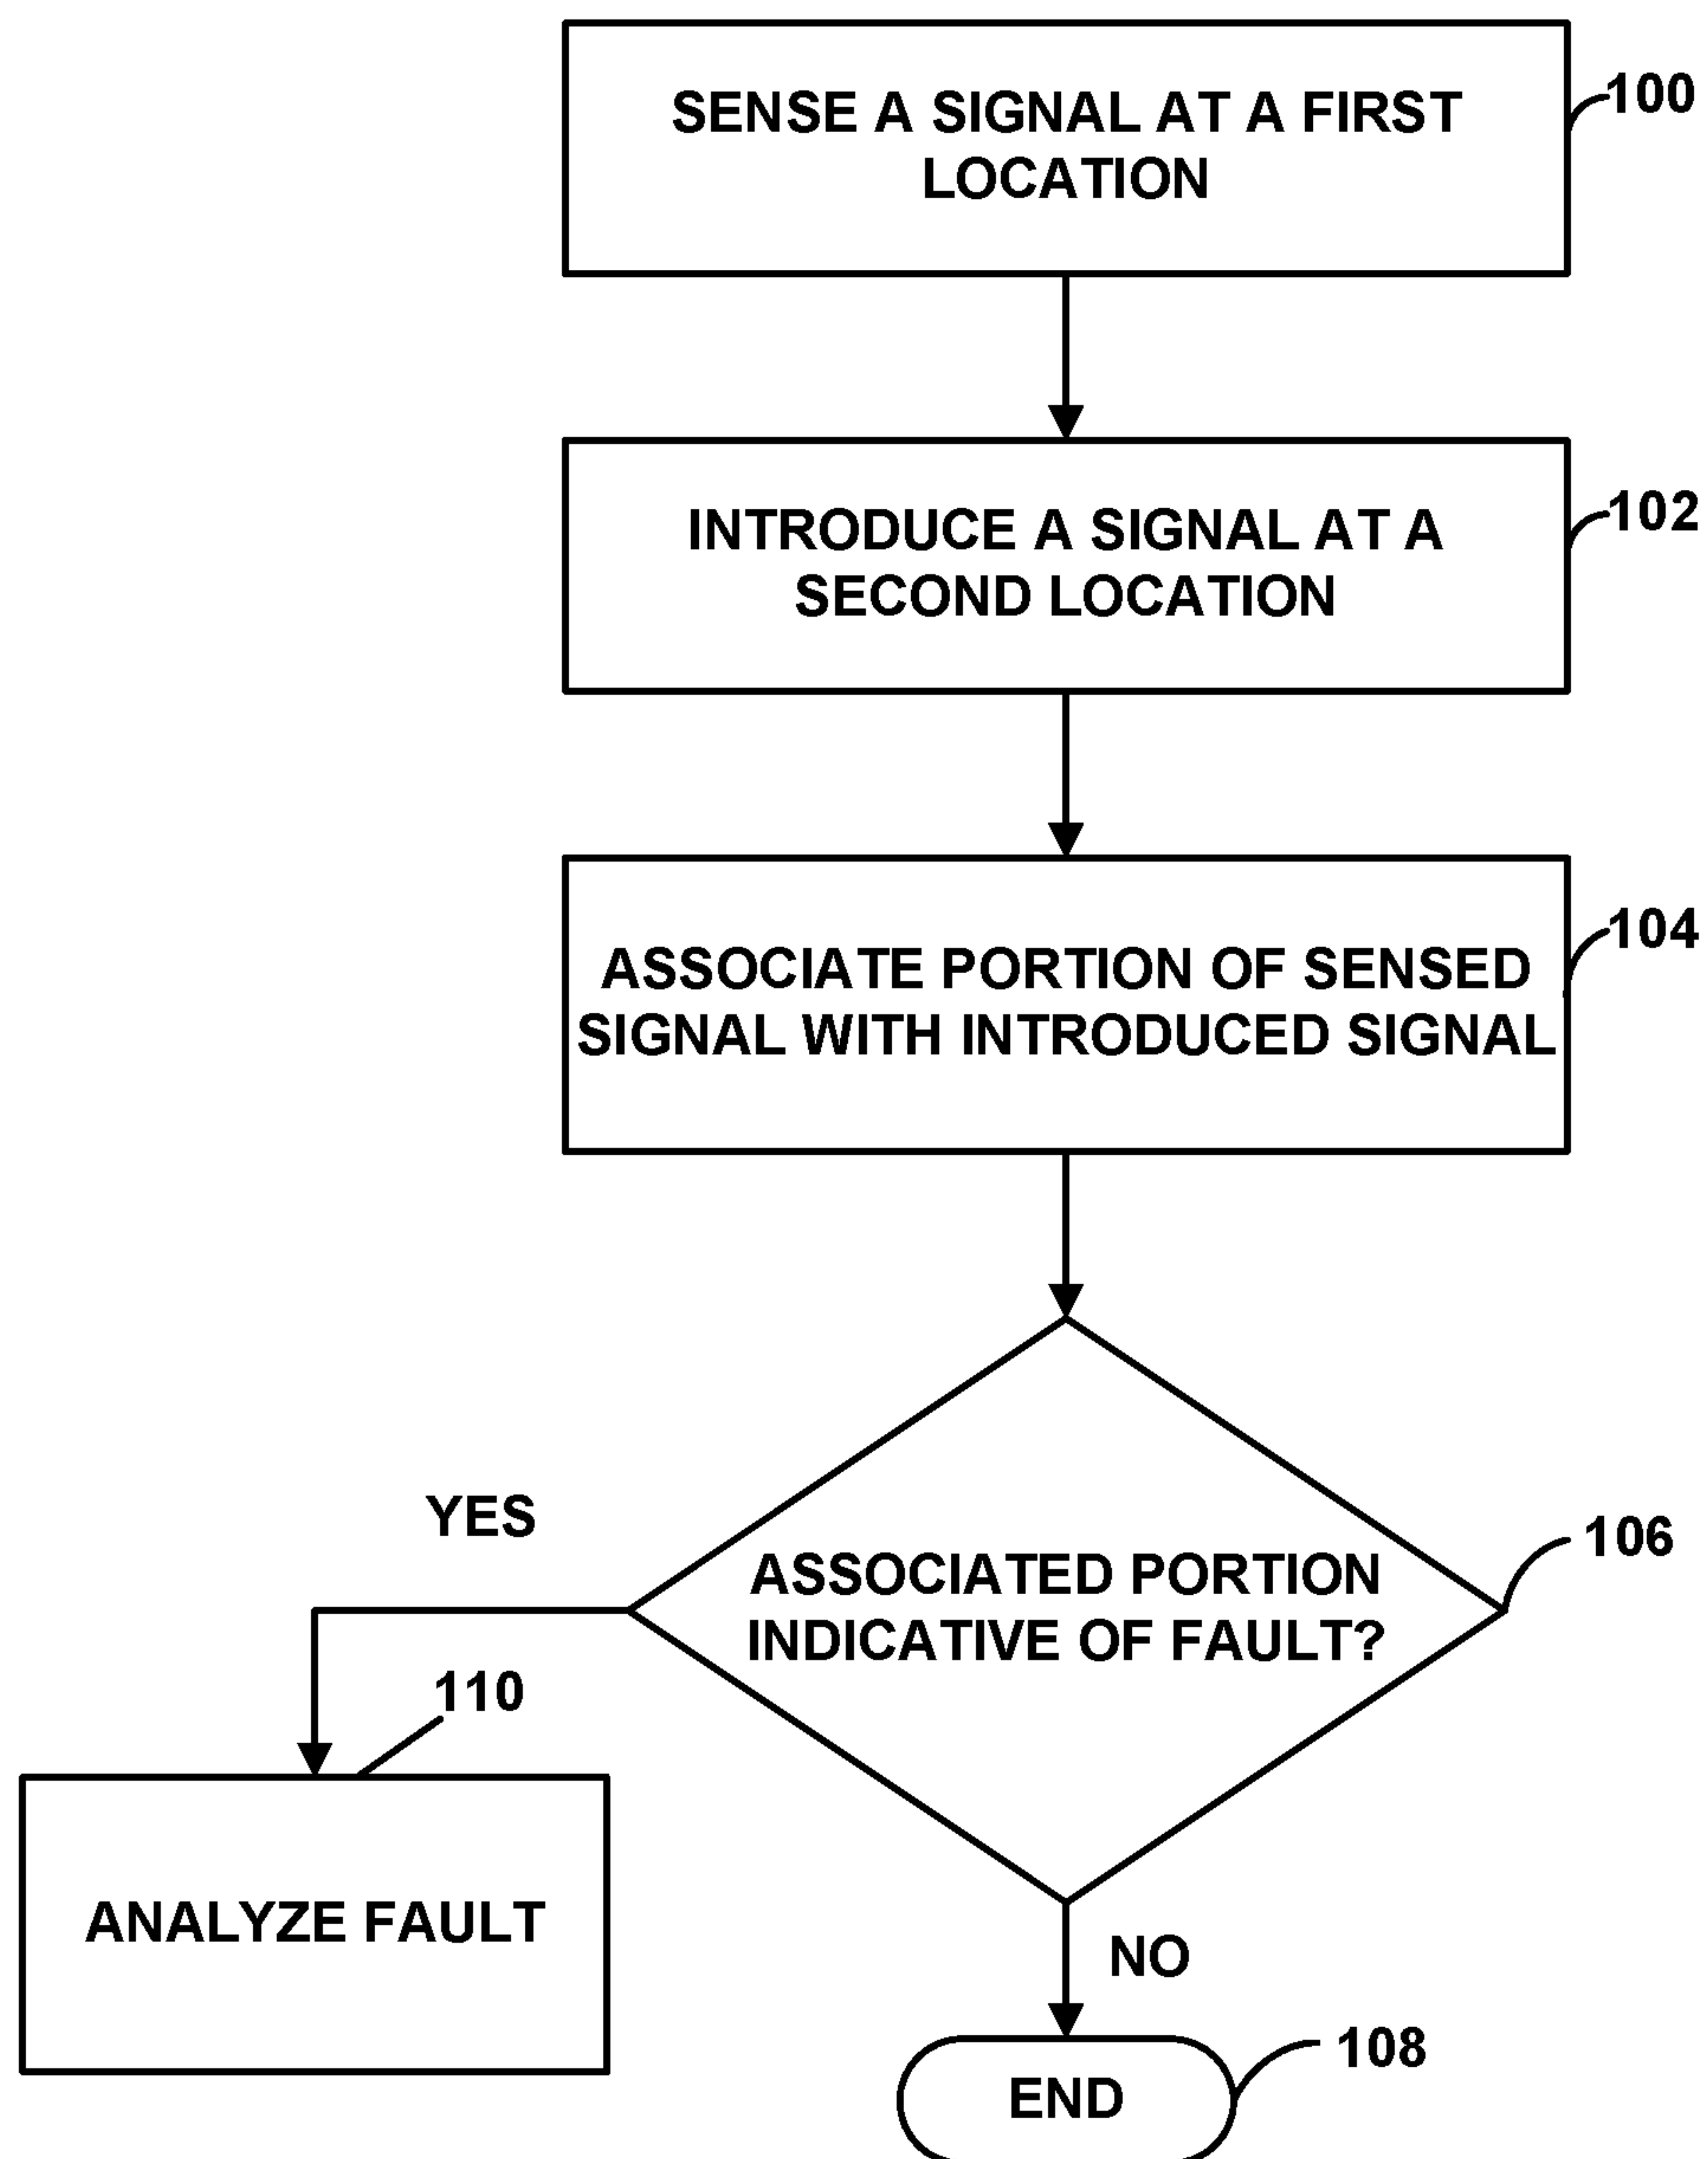 SENSE A SIGNAL AT A FIRST
LOCATION
100
INTRODUCE A SIGNAL AT A
SECOND LOCATION
102
ASSOCIATE PORTION OF SENSED
SIGNAL WITH INTRODUCED SIGNAL
104
YES
ASSOCIATED PORTION
INDICATIVE OF FAULT?
106
110
ANALYZE FAULT
NO
108
END